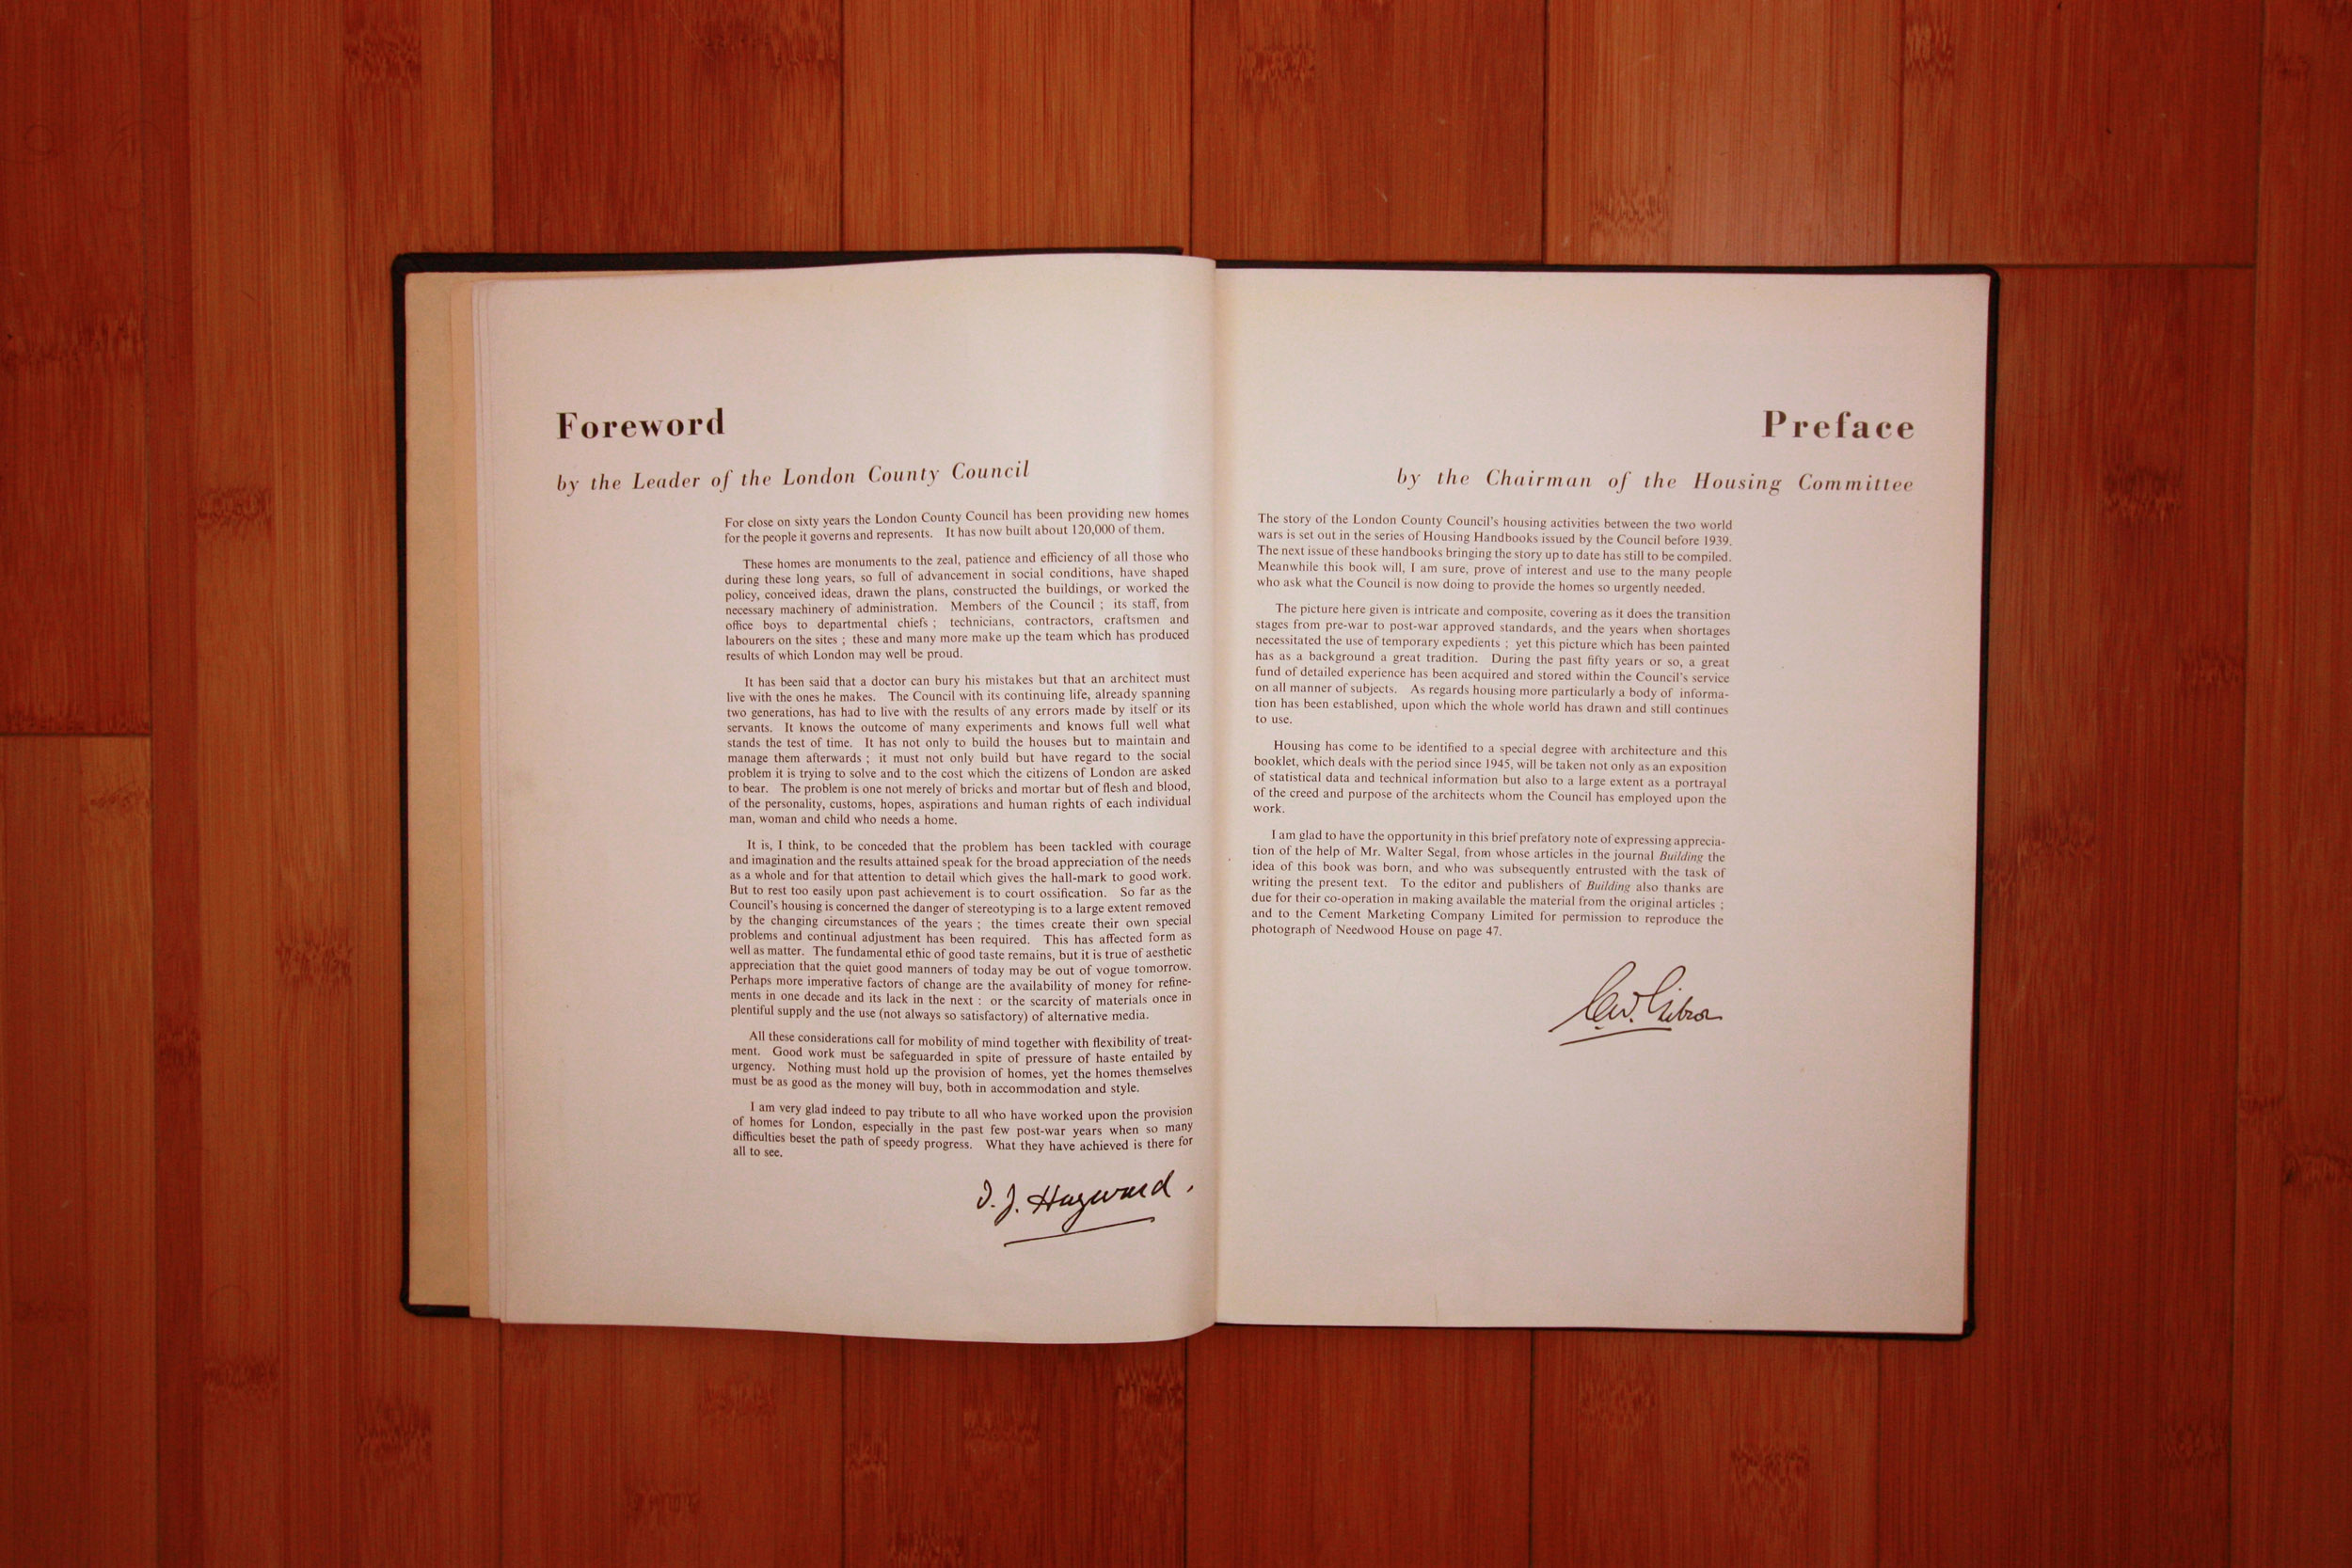 Foreword
by the Leader of the London County Council
For close on sixty years the London County Council has been providing new homes
for the people it governs and represents. It has now built about 120,000 of them.
These homes are monuments to the zeal, patience and efficiency of all those who
during these long years, so full of advancement in social conditions, have shaped
policy, conceived ideas, drawn the plans, constructed the buildings, or worked the
necessary machinery of administration. Members of the Council ; its staff, from
office boys to departmental chiefs ; technicians, contractors, craftsmen and
labourers on the sites ; these and many more make up the team which has produced
results of which London may well be proud.
It has been said that a doctor can bury his mistakes but that an architect must
live with the ones he makes. The Council with its continuing life, already spanning
two generations, has had to live with the results of any errors made by itself or its
servants. It knows the outcome of many experiments and knows full well what
stands the test of time. It has not only to build the houses but to maintain and
manage them afterwards ; it must not only build but have regard to the social
problem it is trying to solve and to the cost which the citizens of London are asked
to bear. The problem is one not merely of bricks and mortar but of flesh and blood,
of the personality, customs, hopes, aspirations and human rights of each individual
man, woman and child who needs a home.
It is, I think, to be conceded that the problem has been tackled with courage
and imagination and the results attained speak for the broad appreciation of the needs
as a whole and for that attention to detail which gives the hall-mark to good work.
But to rest too easily upon past achievement is to court ossification. So far as the
Council's housing is concerned the danger of stereotyping is to a large extent removed
by the changing circumstances of the years ; the times create their own special
problems and continual adjustment has been required. This has affected form as
well as matter. The fundamental ethic of good taste remains, but it is true of aesthetic
appreciation that the quiet good manners of today may be out of vogue tomorrow.
Perhaps more imperative factors of change are the availability of money for refine-
ments in one decade and its lack in the next : or the scarcity of materials once in
plentiful supply and the use (not always so satisfactory) of alternative media.
All these considerations call for mobility of mind together with flexibility of treat-
ment. Good work must be safeguarded in spite of pressure of haste entailed by
urgency. Nothing must hold up the provision of homes, yet the homes themselves
must be as good as the money will buy, both in accommodation and style.
I am very glad indeed to pay tribute to all who have worked upon the provision
of homes for London, especially in the past few post-war years when so many
difficulties beset the path of speedy progress. What they have achieved is there for
all to see.
I. J. Hayward.
Preface
by the Chairman of the Housing Committee
The story of the London County Council's housing activities between the two world
wars is set out in the series of Housing Handbooks issued by the Council before 1939.
The next issue of these handbooks bringing the story up to date has still to be compiled.
Meanwhile this book will, I am sure, prove of interest and use to the many people
who ask what the Council is now doing to provide the homes so urgently needed.
The picture here given is intricate and composite, covering as it does the transition
stages from pre-war to post-war approved standards, and the years when shortages
necessitated the use of temporary expedients ; yet this picture which has been painted
has as a background a great tradition. During the past fifty years or so, a great
fund of detailed experience has been acquired and stored within the Council's service
on all manner of subjects. As regards housing more particularly a body of informa-
tion has been established, upon which the whole world has drawn and still continues
to use.
Housing has come to be identified to a special degree with architecture and this
booklet, which deals with the period since 1945, will be taken not only as an exposition
of statistical data and technical information but also to a large extent as a portrayal
of the creed and purpose of the architects whom the Council has employed upon the
work.
I am glad to have the opportunity in this brief prefatory note of expressing apprecia-
tion of the help of Mr. Walter Segal, from whose articles in the journal Building the
idea of this book was born, and who was subsequently entrusted with the task of
writing the present text. To the editor and publishers of Building also thanks are
due for their co-operation in making available the material from the original articles ;
and to the Cement Marketing Company Limited for permission to reproduce the
photograph of Needwood House on page 47.